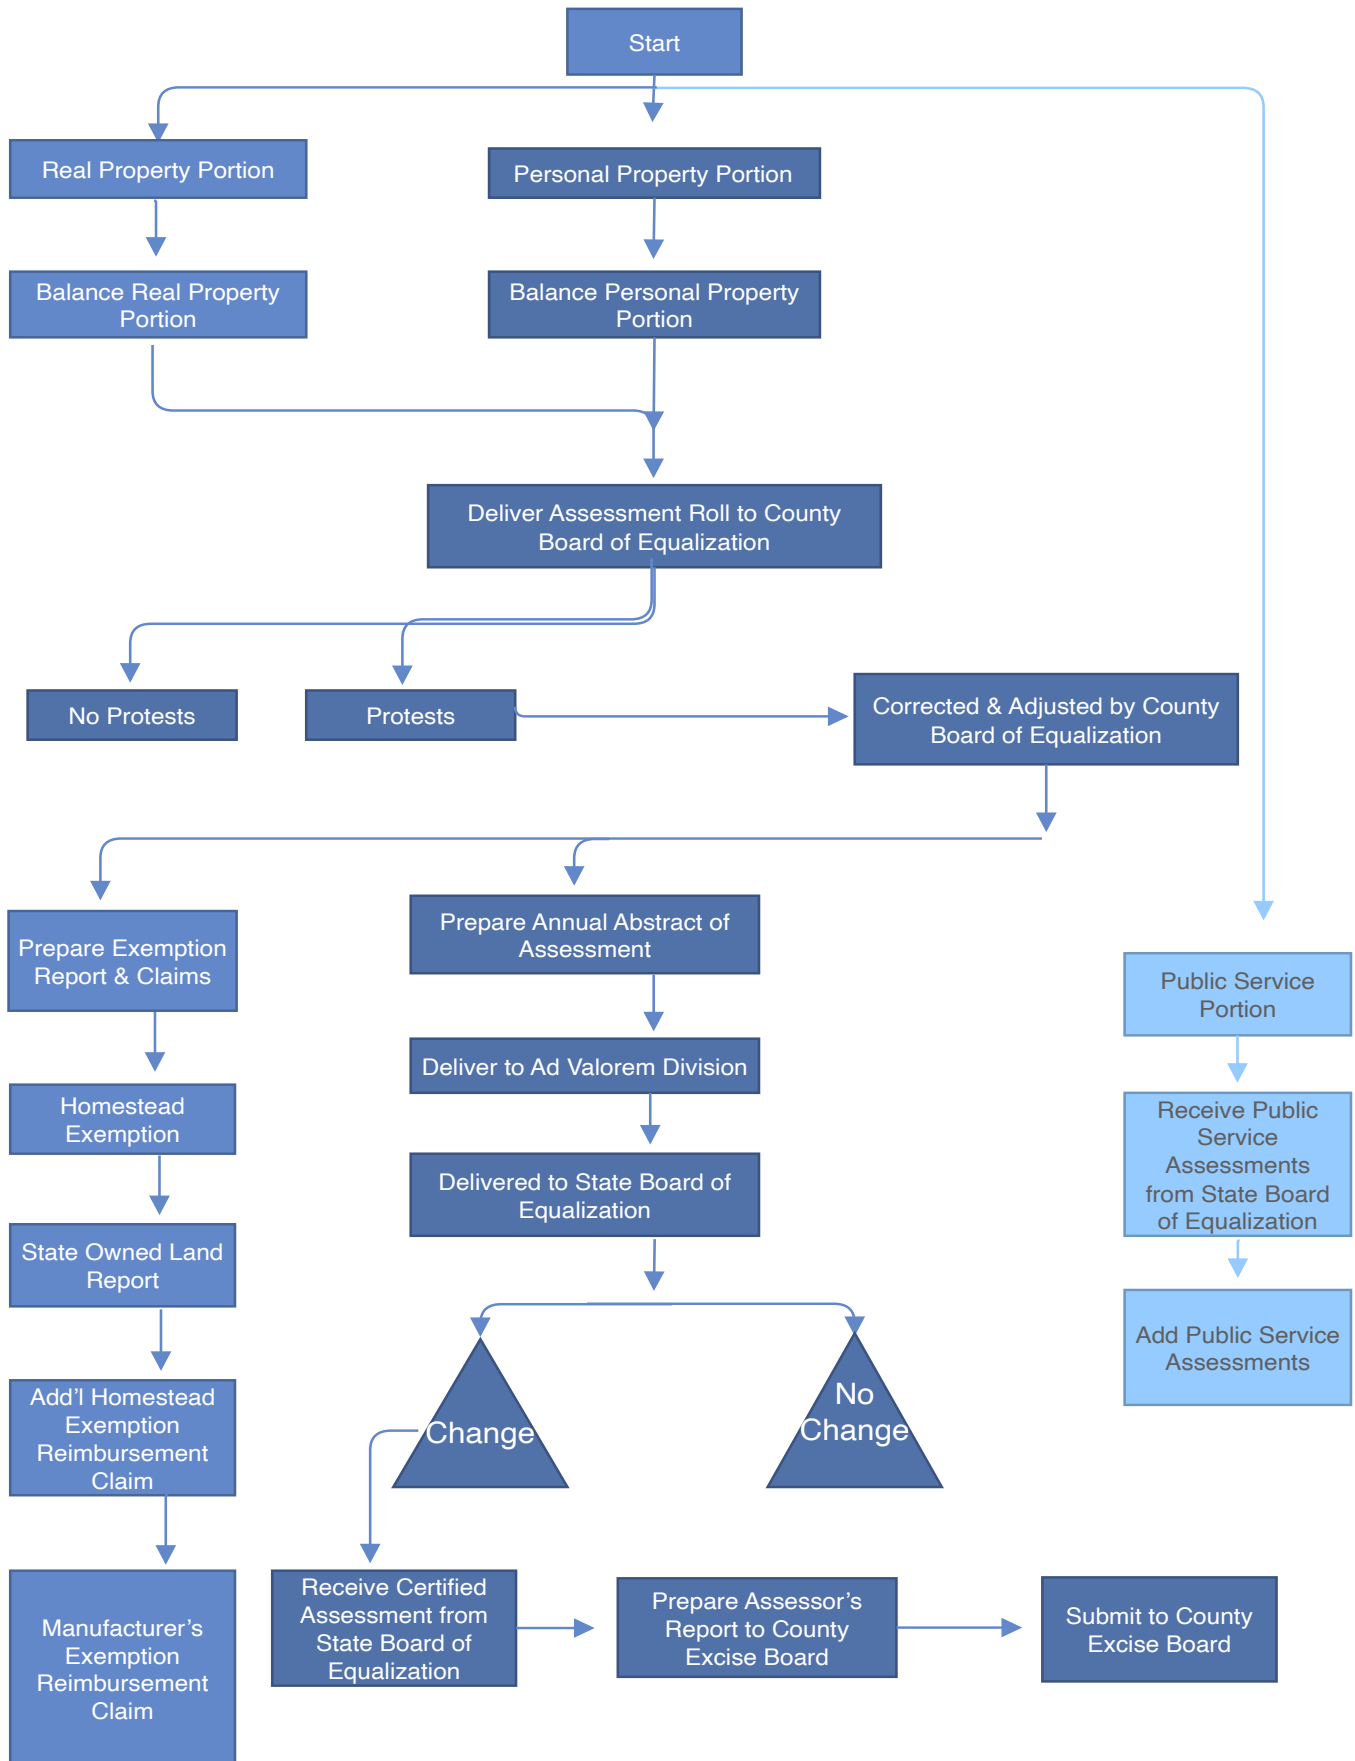 Start
Real Property Portion
Personal Property Portion
Balance Real Property
Portion
Balance Personal Property
Portion
Deliver Assessment Roll to County
Board of Equalization
No Protests
Protests
Corrected & Adjusted by County
Board of Equalization
Prepare Exemption
Report & Claims
Homestead
Exemption
State Owned Land
Report
Add’l Homestead
Exemption
Reimbursement
Claim
Manufacturer’s
Exemption
Reimbursement
Claim
Prepare Annual Abstract of
Assessment
Deliver to Ad Valorem Division
Delivered to State Board of
Equalization
Change
No
Change
Receive Certified
Assessment from
State Board of
Equalization
Prepare Assessor’s
Report to County
Excise Board
Submit to County
Excise Board
Public Service
Portion
Receive Public
Service
Assessments
from State Board
of Equalization
Add Public Service
Assessments